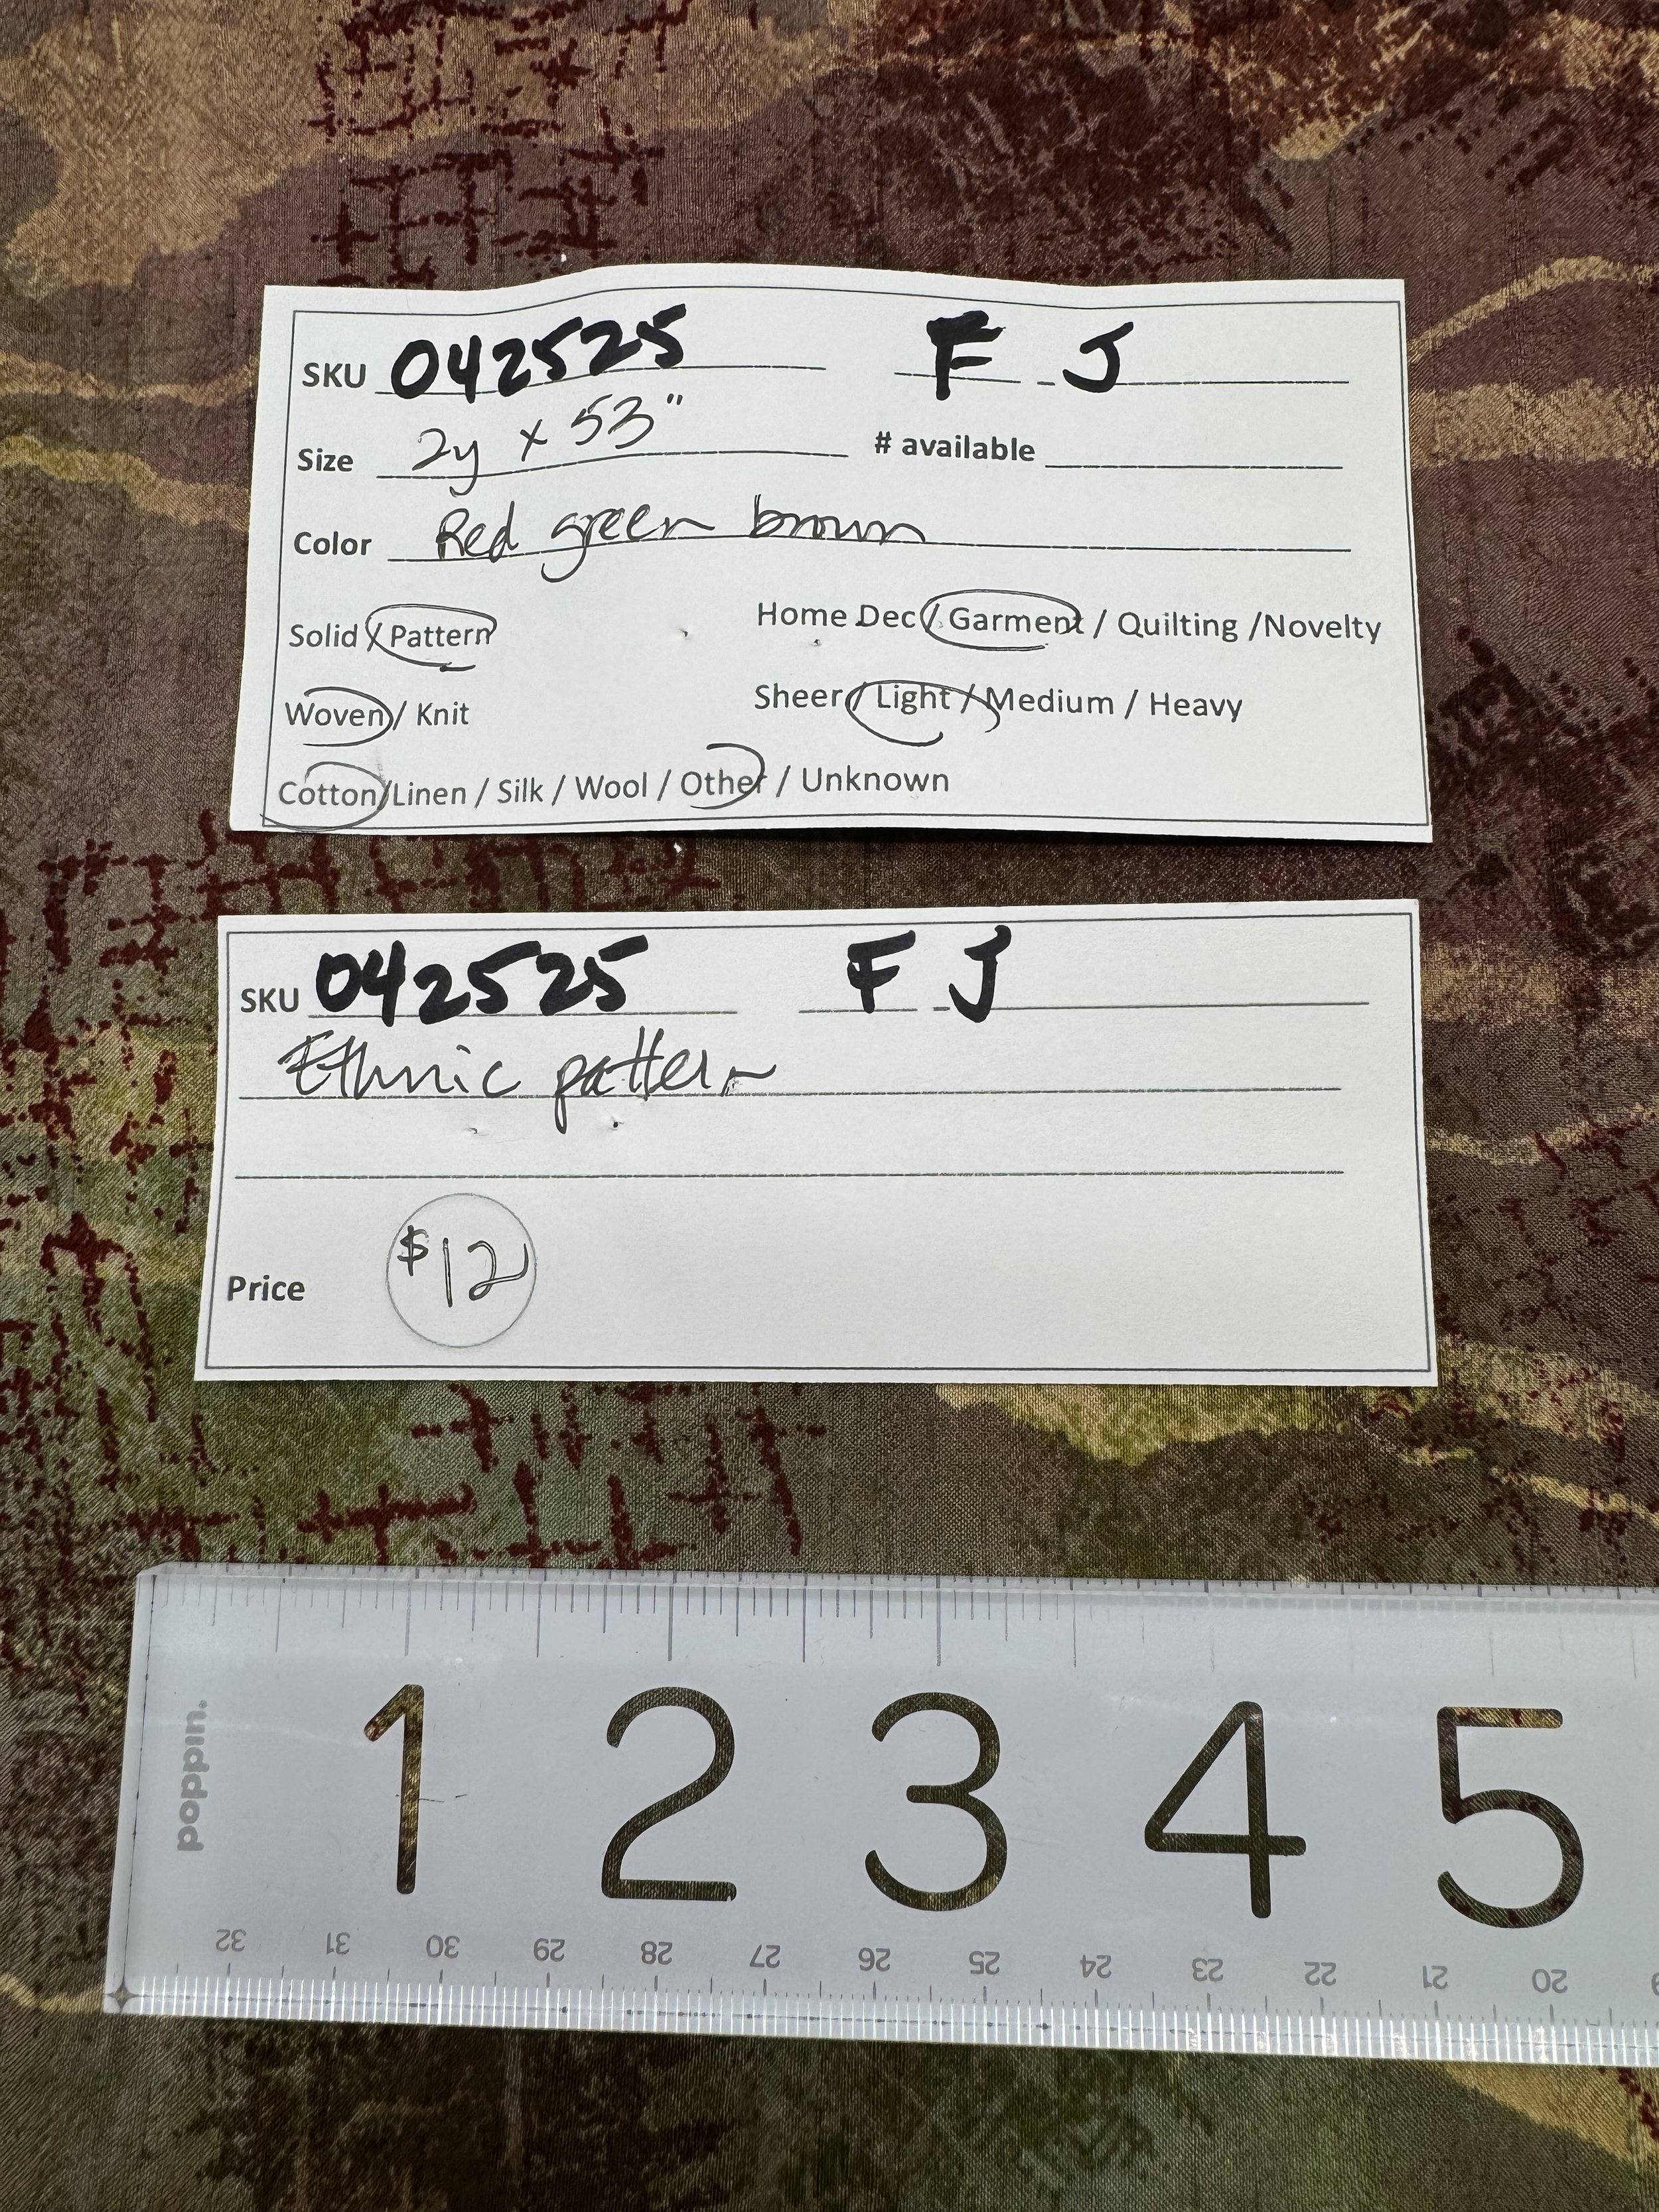 SKU 042525 F - J
Size 2y x 53" # available
Color Red green brown
Solid / Pattern Home Dec / Garment / Quilting /Novelty
Woven / Knit Sheer / Light / Medium / Heavy
Cotton/Linen / Silk / Wool / Other / Unknown
SKU 042525 F - J
Ethnic pattern
Price $12
poppin.
1 2 3 4 5
32 31 30 29 28 27 26 25 24 23 22 21 20